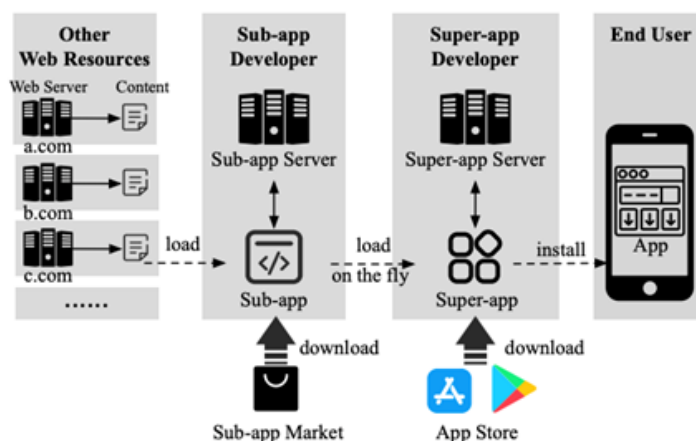 Other
Web Resources
Web Server
Content
a.com
b.com
c.com
......
load
Sub-app
Developer
Sub-app Server
</>
Sub-app
download
Sub-app Market
load
on the fly
Super-app
Developer
Super-app Server
Super-app
download
App Store
install
End User
App